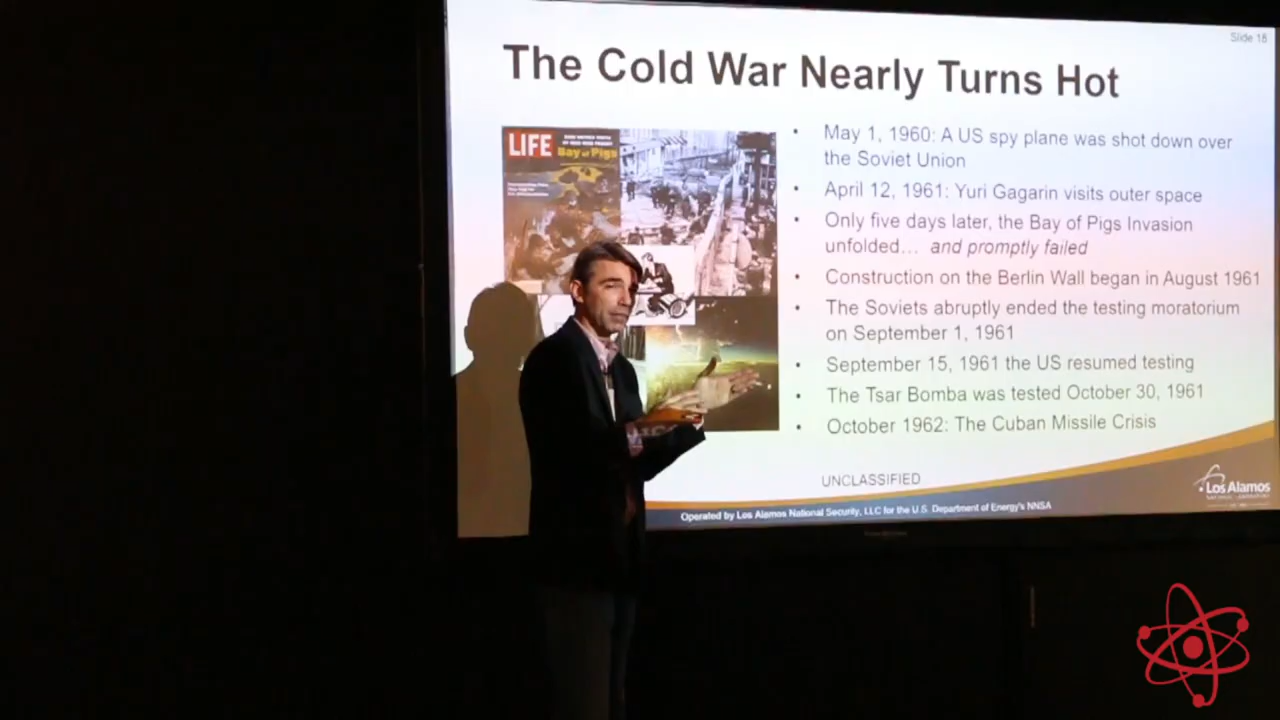 Slide 18
The Cold War Nearly Turns Hot
LIFE
Bay of Pigs
• May 1, 1960: A US spy plane was shot down over
the Soviet Union
• April 12, 1961: Yuri Gagarin visits outer space
• Only five days later, the Bay of Pigs Invasion
unfolded… and promptly failed
• Construction on the Berlin Wall began in August 1961
• The Soviets abruptly ended the testing moratorium
on September 1, 1961
• September 15, 1961 the US resumed testing
• The Tsar Bomba was tested October 30, 1961
• October 1962: The Cuban Missile Crisis
UNCLASSIFIED
Los Alamos
Operated by Los Alamos National Security, LLC for the U.S. Department of Energy's NNSA